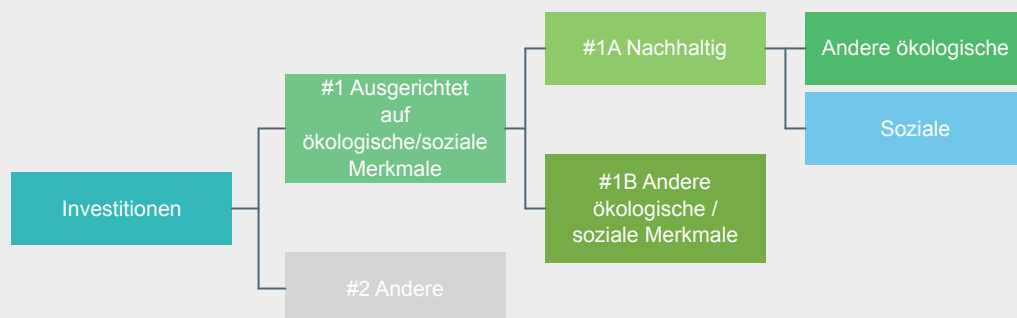 Investitionen
#1 Ausgerichtet
auf
ökologische/soziale
Merkmale
#2 Andere
#1A Nachhaltig
#1B Andere
ökologische /
soziale Merkmale
Andere ökologische
Soziale